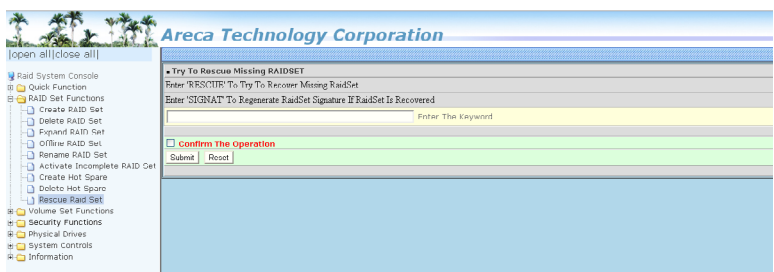 Areca Technology Corporation
|open all|close all|
Raid System Console
Quick Function
RAID Set Functions
Create RAID Set
Delete RAID Set
Expand RAID Set
Offline RAID Set
Rename RAID Set
Activate Incomplete RAID Set
Create Hot Spare
Delete Hot Spare
Rescue Raid Set
Volume Set Functions
Security Functions
Physical Drives
System Controls
Information
Try To Rescue Missing RAIDSET
Enter 'RESCUE' To Try To Recover Missing RaidSet
Enter 'SIGNAT' To Regenerate RaidSet Signature If RaidSet Is Recovered
Enter The Keyword
Confirm The Operation
Submit Reset